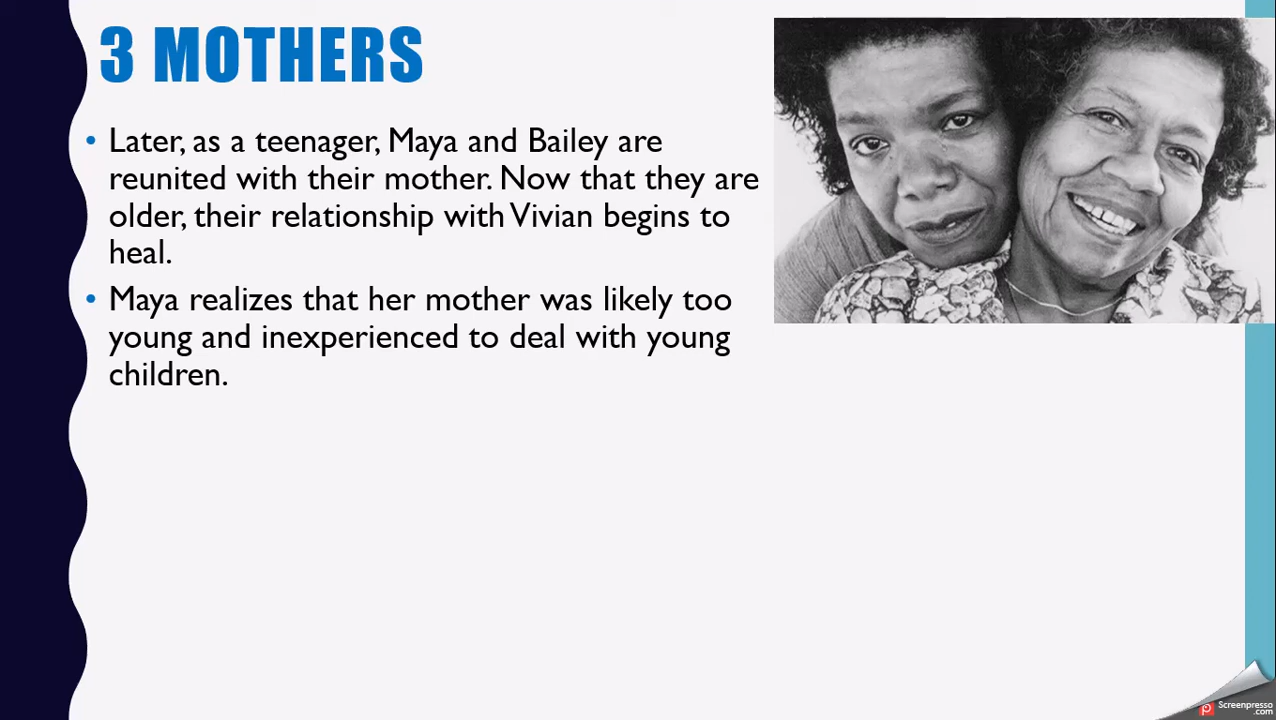 3 MOTHERS
• Later, as a teenager, Maya and Bailey are
reunited with their mother. Now that they are
older, their relationship with Vivian begins to
heal.
• Maya realizes that her mother was likely too
young and inexperienced to deal with young
children.
Screenpresso
.com